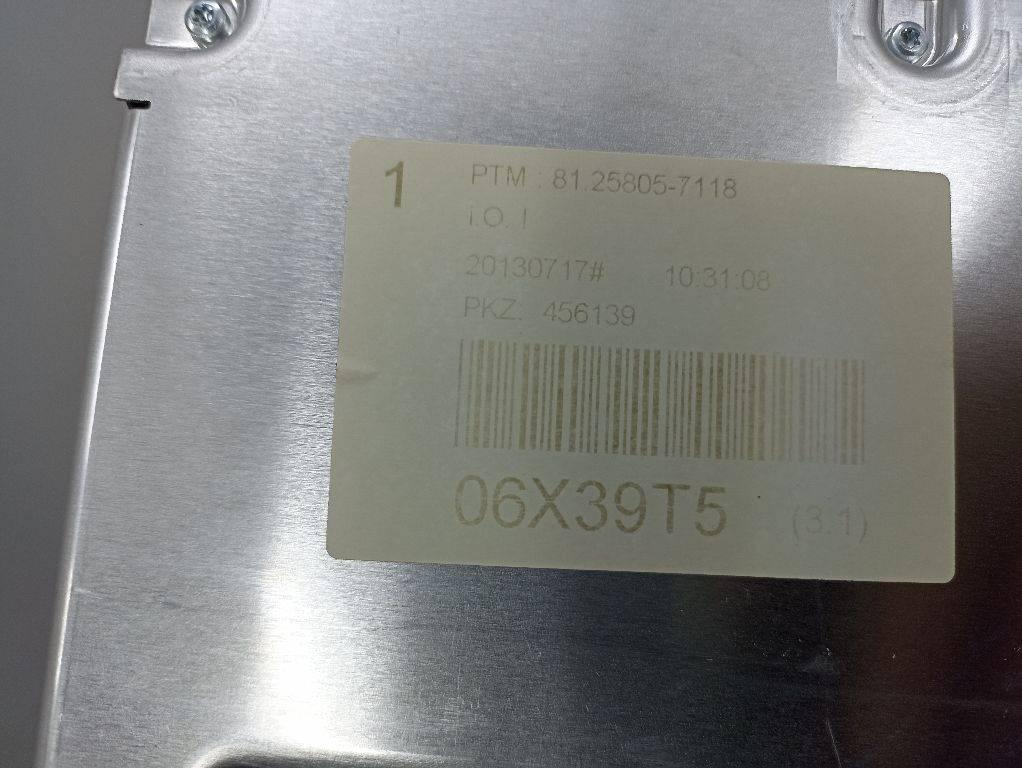 1
PTM : 81.25805-7118
i.O. !
20130717# 10:31:08
PKZ: 456139
06X39T5 (3.1)